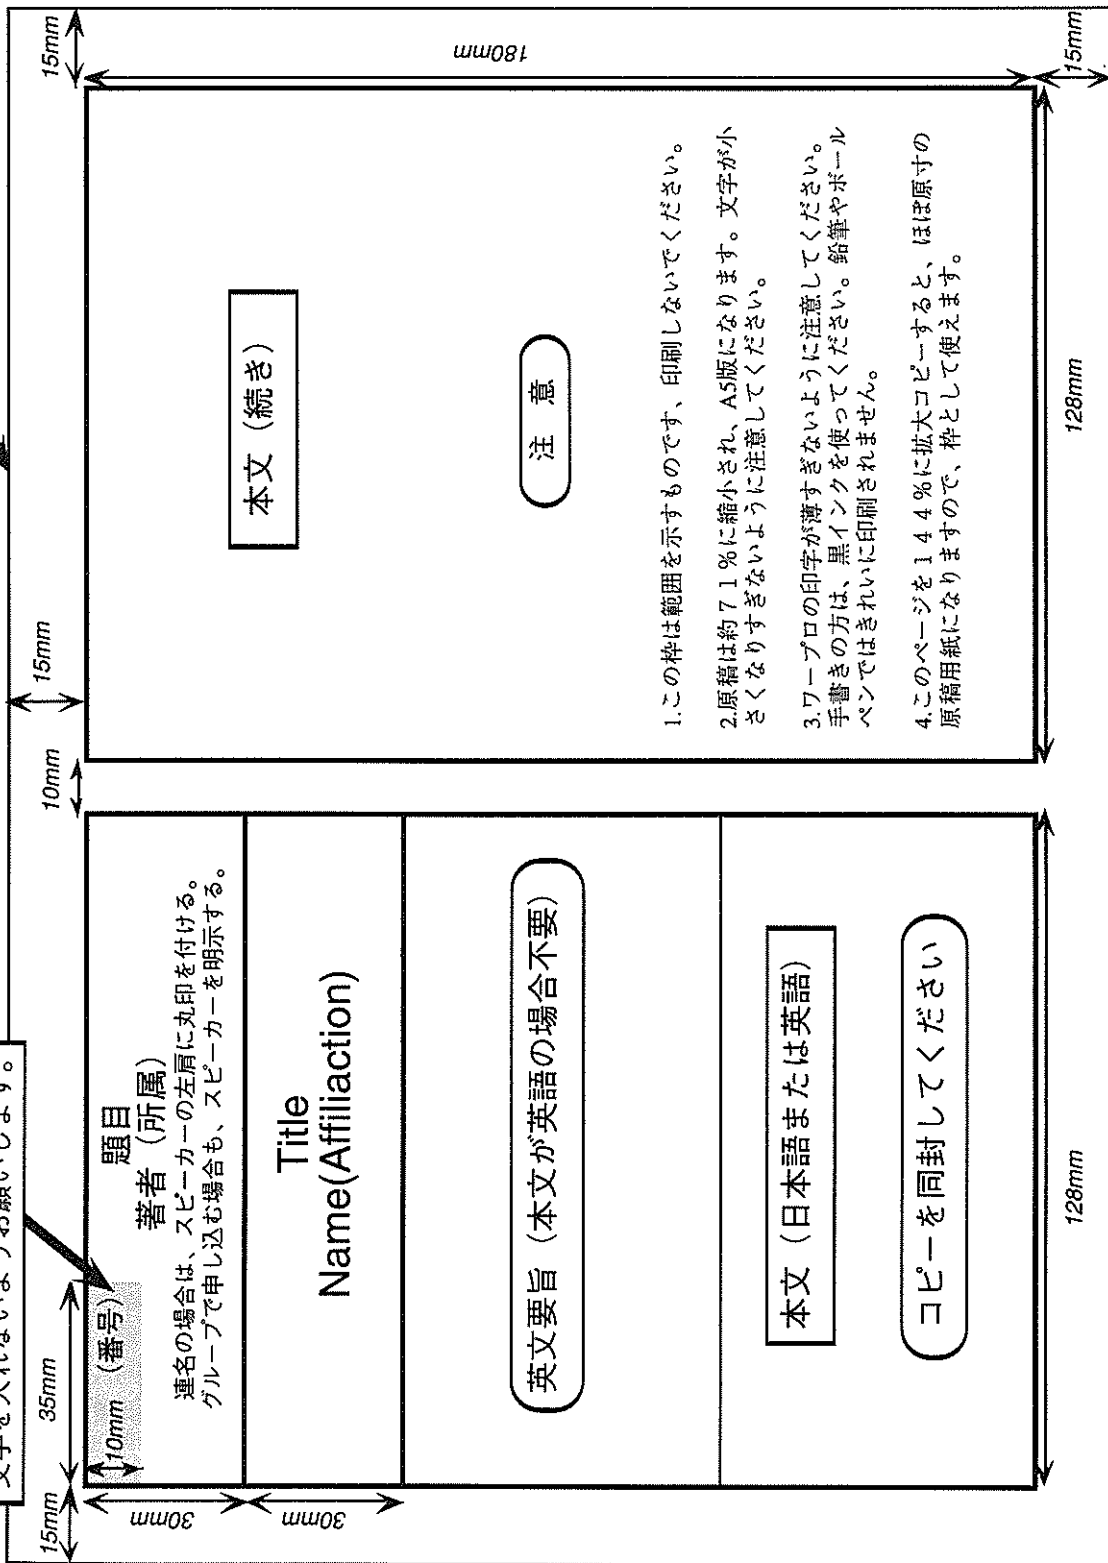 文字を入れないようお願いします。
15mm
35mm
10mm
(番号)
題目
著者（所属）
連名の場合は、スピーカーの左肩に丸印を付ける。
グループで申し込む場合も、スピーカーを明示する。
30mm
Title
Name(Affiliaction)
30mm
英文要旨（本文が英語の場合不要）
本文（日本語または英語）
コピーを同封してください
128mm
10mm
15mm
15mm
本文（続き）
注　意
1.この枠は範囲を示すものです、印刷しないでください。
2.原稿は約７１％に縮小され、A5版になります。文字が小
さくなりすぎないように注意してください。
3.ワープロの印字が薄すぎないように注意してください。
手書きの方は、黒インクを使ってください。鉛筆やボール
ペンではきれいに印刷されません。
4.このページを１４４％に拡大コピーすると、ほぼ原寸の
原稿用紙になりますので、枠として使えます。
180mm
128mm
15mm